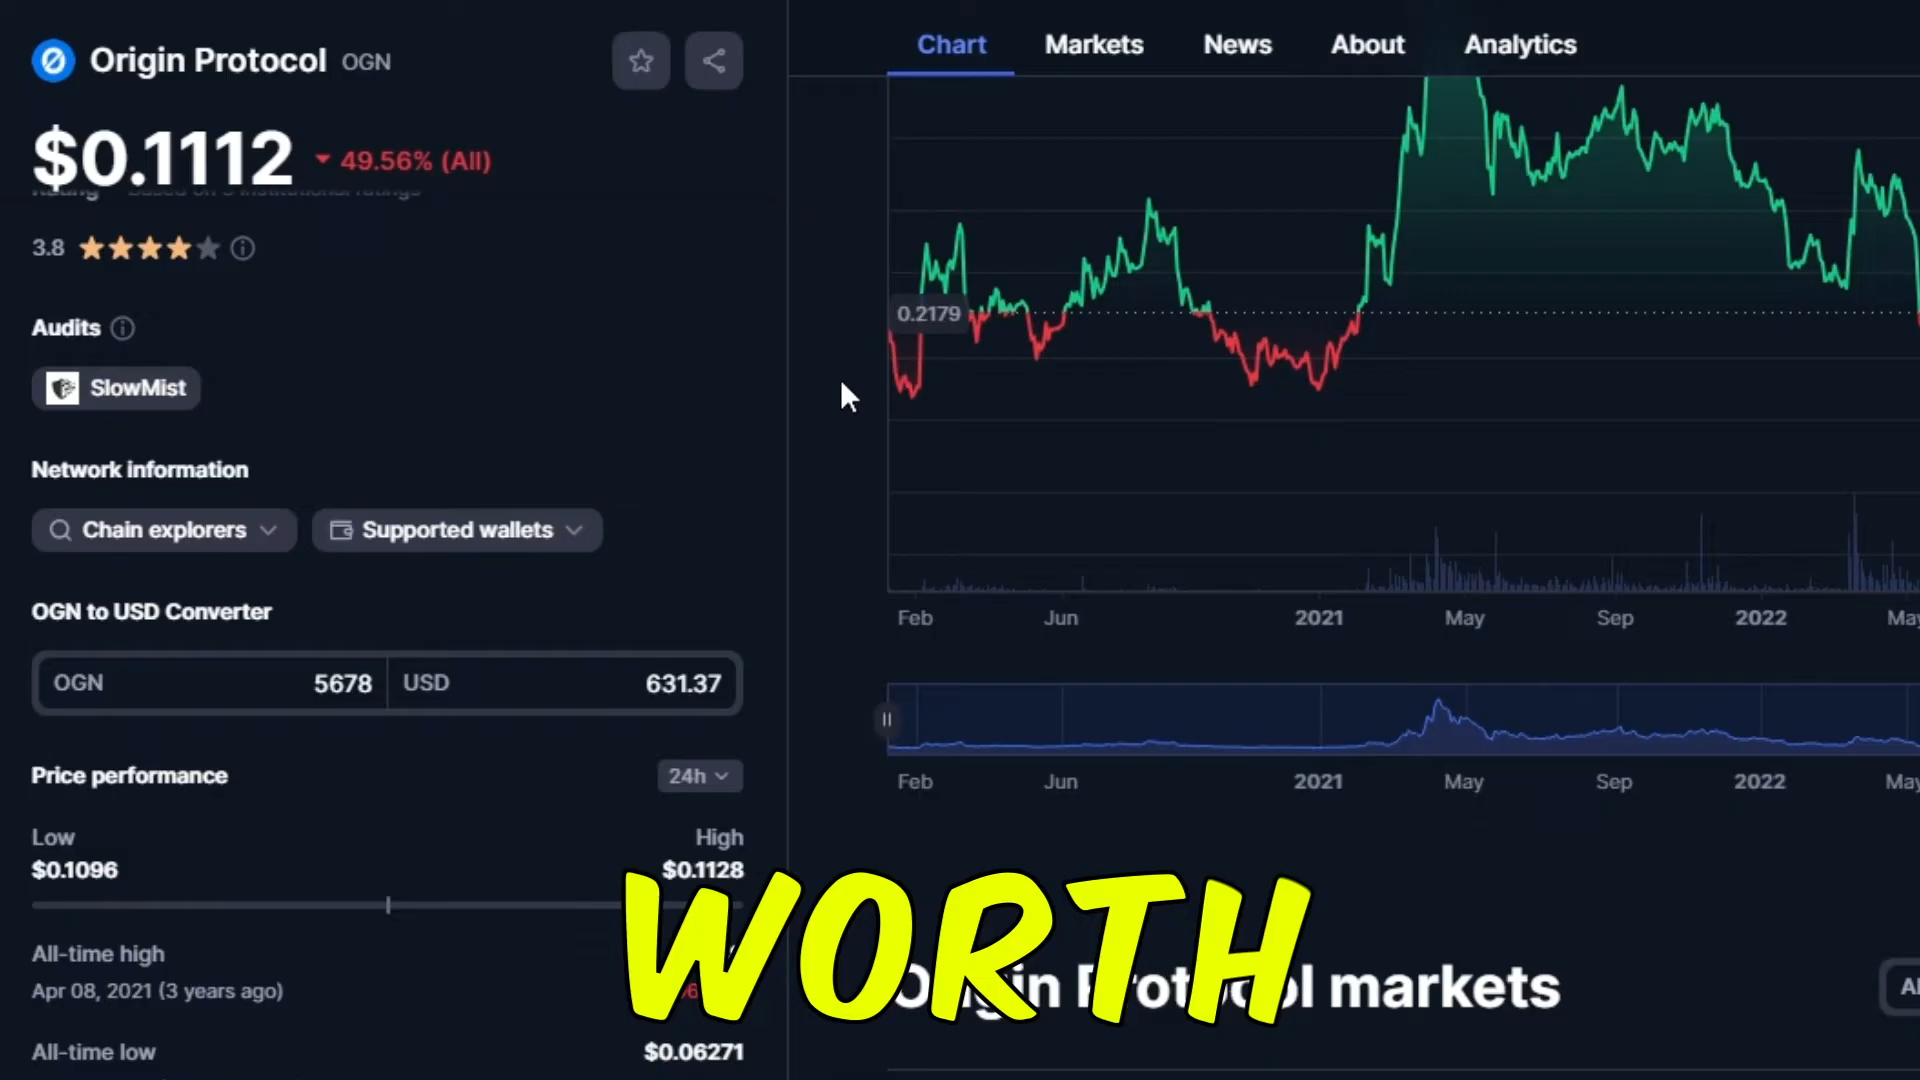 Origin Protocol OGN
$0.1112 49.56% (All)
3.8
Audits
SlowMist
Network information
Chain explorers
Supported wallets
OGN to USD Converter
OGN 5678 USD 631.37
Price performance
24h
Low High
$0.1096 $0.1128
All-time high
Apr 08, 2021 (3 years ago)
All-time low $0.06271
Chart Markets News About Analytics
0.2179
Feb Jun 2021 May Sep 2022 May
Feb Jun 2021 May Sep 2022 May
WORTH
Origin Protocol markets